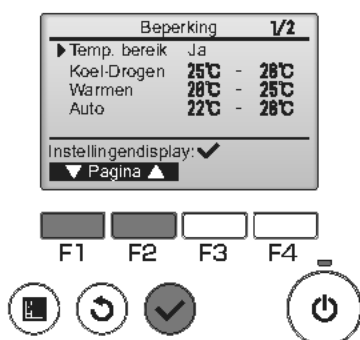 Beperking 1/2
▶Temp. bereik Ja
Koel-Drogen 25℃ - 28℃
Warmen 20℃ - 25℃
Auto 22℃ - 28℃
Instellingendisplay:✔
▼ Pagina ▲
F1 F2 F3 F4